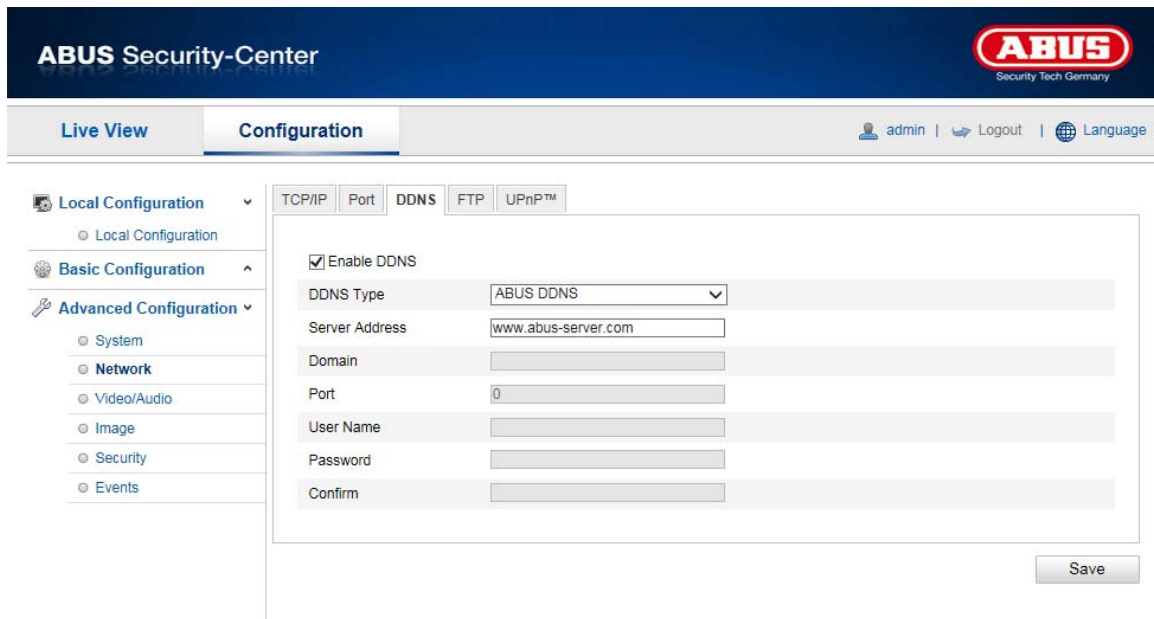 ABUS Security-Center
ABUS
Security Tech Germany
Live View
Configuration
admin | Logout | Language
Local Configuration
Local Configuration
Basic Configuration
Advanced Configuration
System
Network
Video/Audio
Image
Security
Events
TCP/IP Port DDNS FTP UPnP™
Enable DDNS
DDNS Type ABUS DDNS
Server Address www.abus-server.com
Domain
Port 0
User Name
Password
Confirm
Save